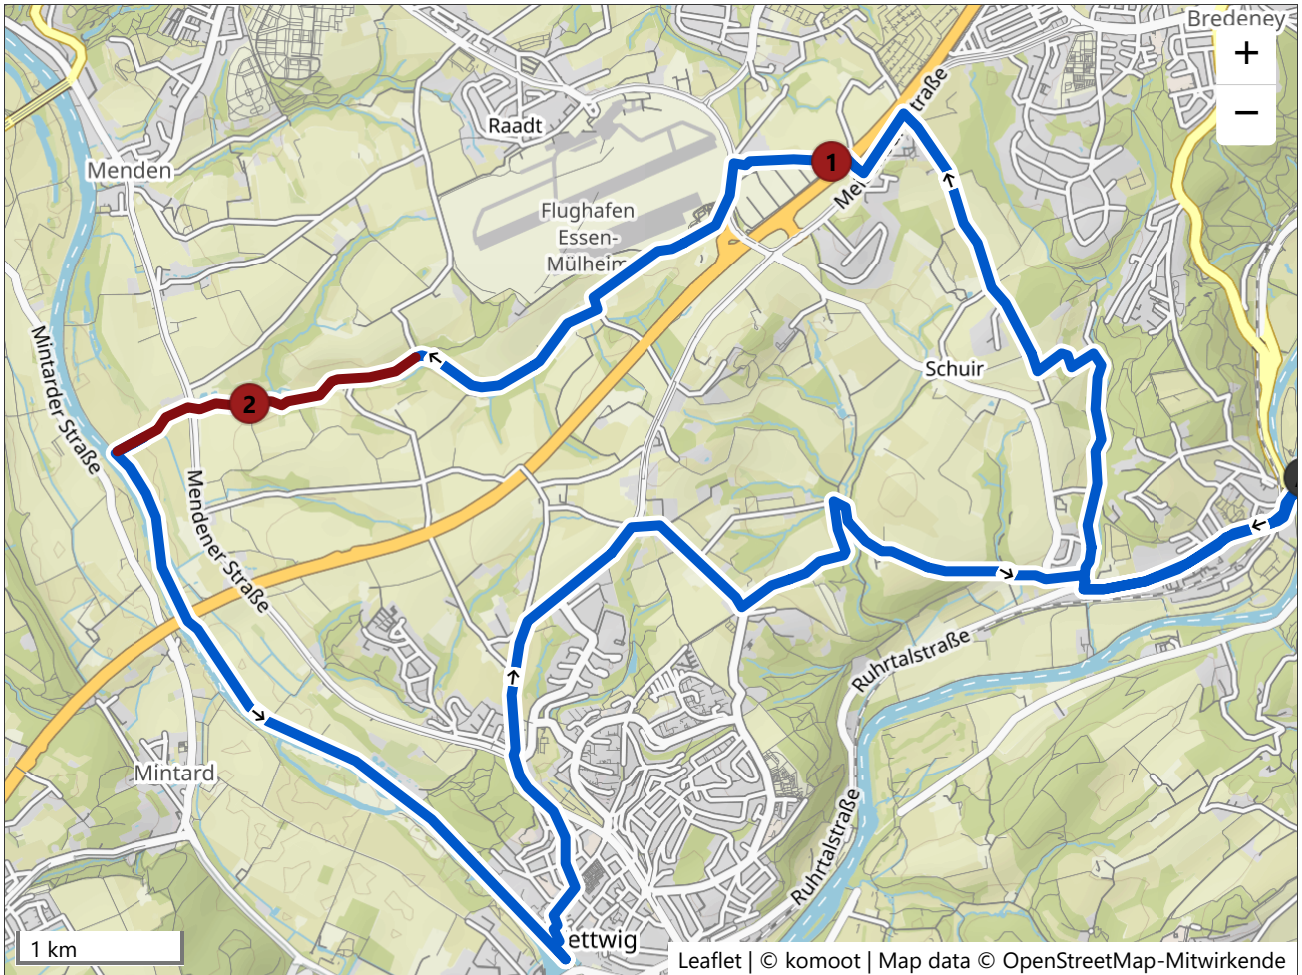 Bredeney
+
−
traße
Raadt
1
Menden
Me
Flughafen
Essen-
Mülheim
Mintarder Straße
Schuir
2
Mendener Straße
Ruhrtalstraße
Mintard
Ruhrtalstraße
ettwig
1 km
Leaflet | © komoot | Map data © OpenStreetMap-Mitwirkende